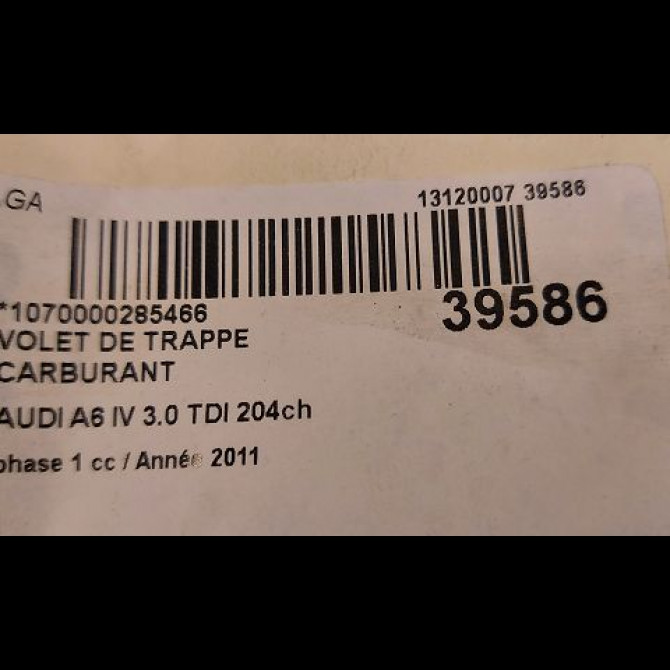 GA
13120007 39586
*1070000285466
39586
VOLET DE TRAPPE
CARBURANT
AUDI A6 IV 3.0 TDI 204ch
phase 1 cc / Année 2011